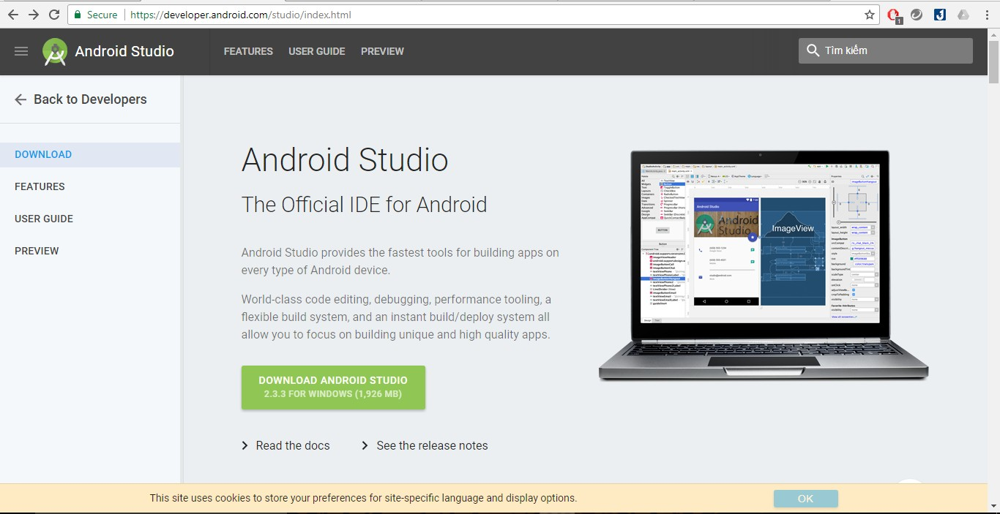 Secure https://developer.android.com/studio/index.html
1
Android Studio
FEATURES USER GUIDE PREVIEW
Tìm kiếm
Back to Developers
DOWNLOAD
FEATURES
USER GUIDE
PREVIEW
Android Studio
The Official IDE for Android
Android Studio provides the fastest tools for building apps on
every type of Android device.
World-class code editing, debugging, performance tooling, a
flexible build system, and an instant build/deploy system all
allow you to focus on building unique and high quality apps.
DOWNLOAD ANDROID STUDIO
2.3.3 FOR WINDOWS (1,926 MB)
Read the docs See the release notes
Android Studio
Android
Studio
ImageView
BUTTON
This site uses cookies to store your preferences for site-specific language and display options.
OK